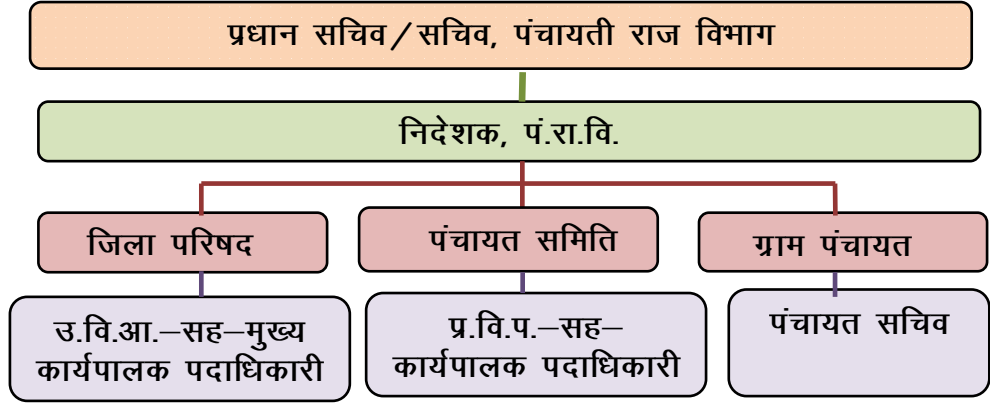 प्रधान सचिव/सचिव, पंचायती राज विभाग
निदेशक, पं.रा.वि.
जिला परिषद
पंचायत समिति
ग्राम पंचायत
उ.वि.आ.–सह–मुख्य
कार्यपालक पदाधिकारी
प्र.वि.प.–सह–
कार्यपालक पदाधिकारी
पंचायत सचिव